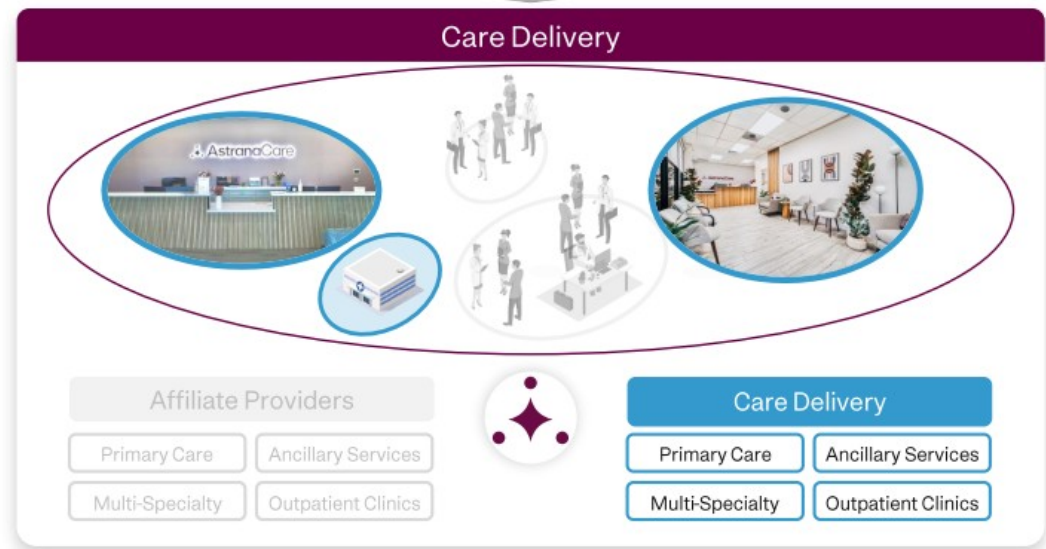 Care Delivery
AstranaCare
AstranaCare
Affiliate Providers
Primary Care
Ancillary Services
Multi-Specialty
Outpatient Clinics
Care Delivery
Primary Care
Ancillary Services
Multi-Specialty
Outpatient Clinics